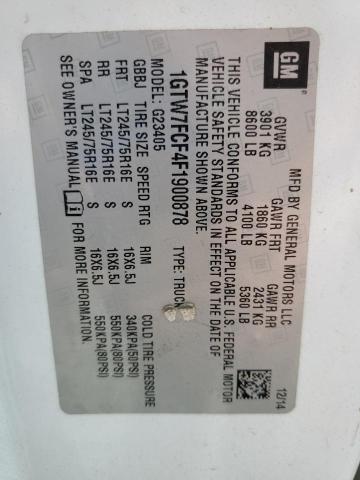 GM
MFD BY GENERAL MOTORS LLC
12/14
GVWR GAWR FRT GAWR RR
3901 KG 1860 KG 2431 KG
8600 LB 4100 LB 5360 LB
THIS VEHICLE CONFORMS TO ALL APPLICABLE U.S. FEDERAL MOTOR
VEHICLE SAFETY STANDARDS IN EFFECT ON THE DATE OF
MANUFACTURE SHOWN ABOVE.
1GTW7FCF4F1900878 TYPE: TRUCK
MODEL: G23405
GBBJ TIRE SIZE SPEED RTG RIM COLD TIRE PRESSURE
FRT LT245/75R16E S 16X6.5J 340KPA(50PSI)
RR LT245/75R16E S 16X6.5J 550KPA(80PSI)
SPA LT245/75R16E S 16X6.5J 550KPA(80PSI)
SEE OWNERS MANUAL FOR MORE INFORMATION.